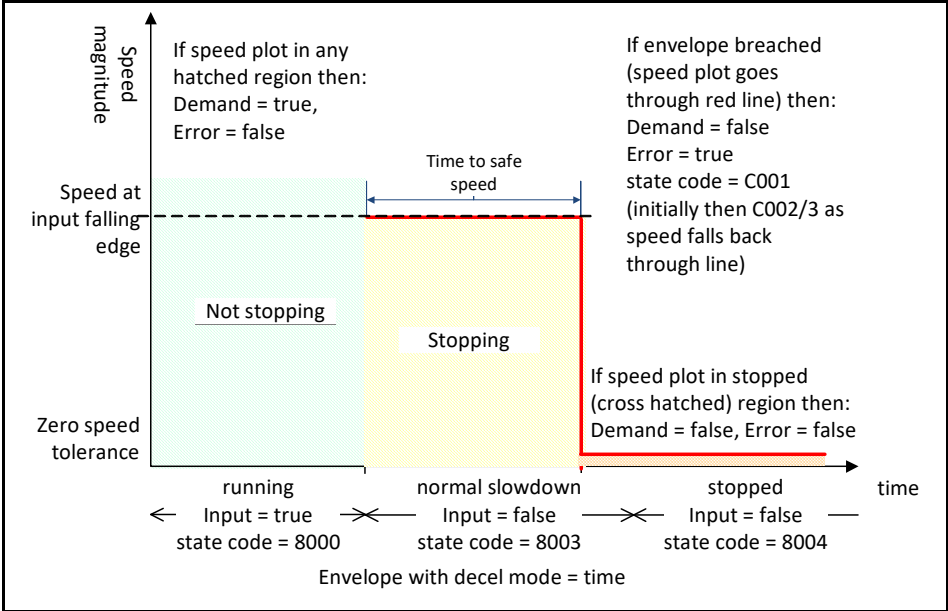 Speed
magnitude
If speed plot in any
hatched region then:
Demand = true,
Error = false
If envelope breached
(speed plot goes
through red line) then:
Demand = false
Error = true
state code = C001
(initially then C002/3 as
speed falls back
through line)
Time to safe
speed
Speed at
input falling
edge
Not stopping
Stopping
If speed plot in stopped
(cross hatched) region then:
Demand = false, Error = false
Zero speed
tolerance
running
Input = true
state code = 8000
normal slowdown
Input = false
state code = 8003
stopped
Input = false
state code = 8004
time
Envelope with decel mode = time